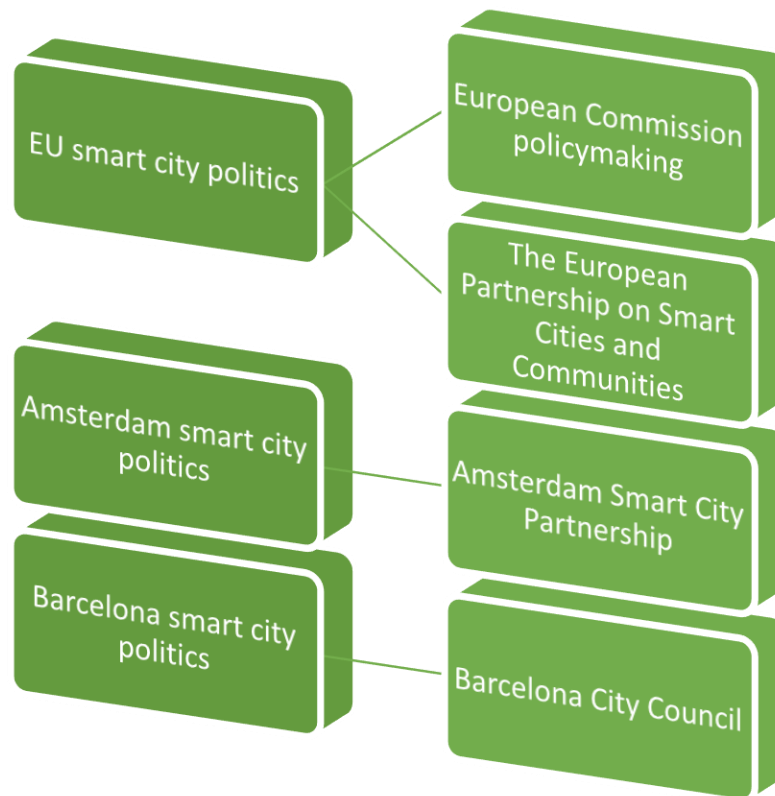 EU smart city politics
European Commission
policymaking
The European
Partnership on Smart
Cities and
Communities
Amsterdam smart city
politics
Amsterdam Smart City
Partnership
Barcelona smart city
politics
Barcelona City Council